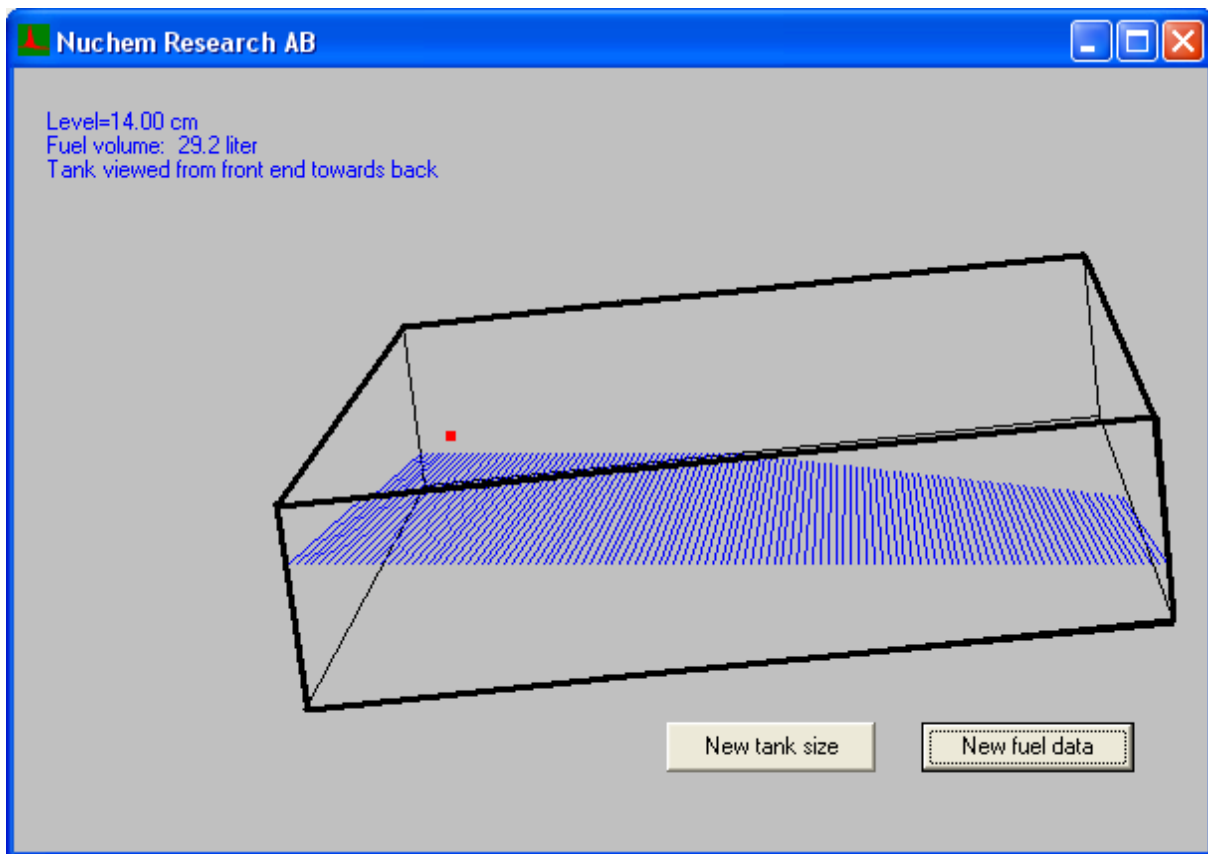 Nuchem Research AB
Level=14.00 cm
Fuel volume:  29.2 liter
Tank viewed from front end towards back
New tank size
New fuel data